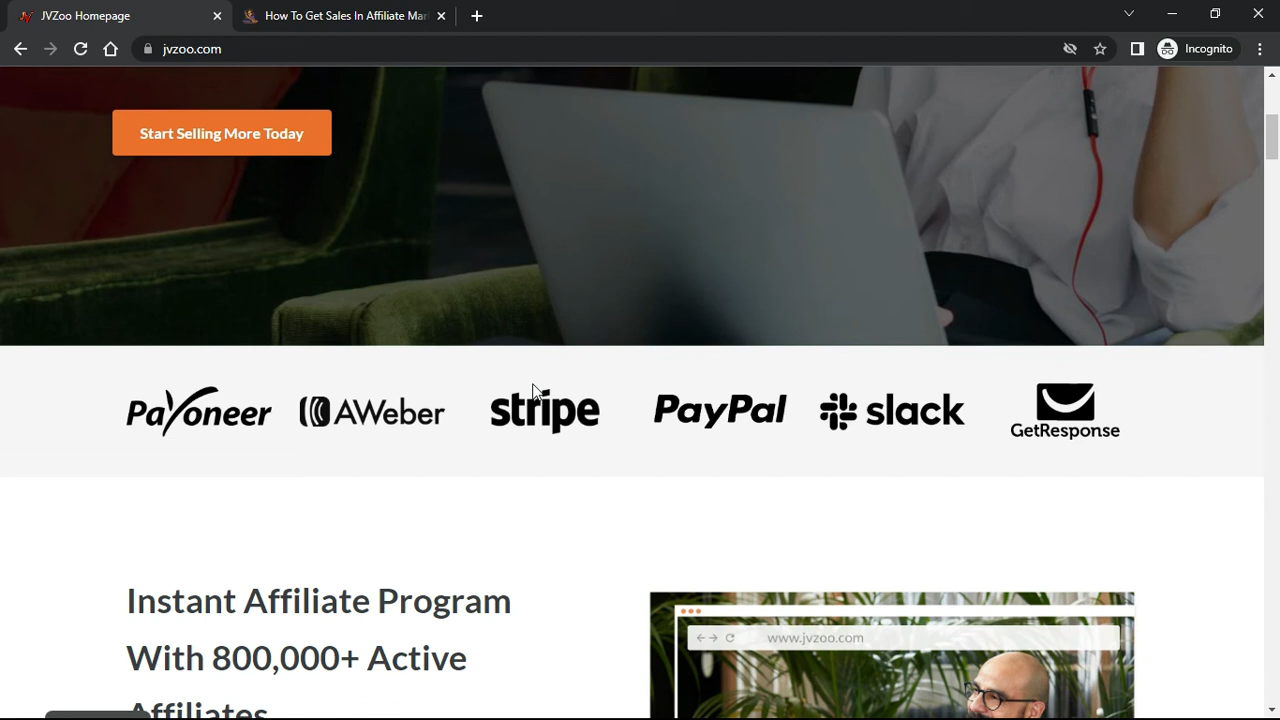 JVZoo Homepage
How To Get Sales In Affiliate Mar
jvzoo.com
Incognito
Start Selling More Today
Payoneer
AWeber
stripe
PayPal
slack
GetResponse
Instant Affiliate Program
With 800,000+ Active
Affiliates
www.jvzoo.com